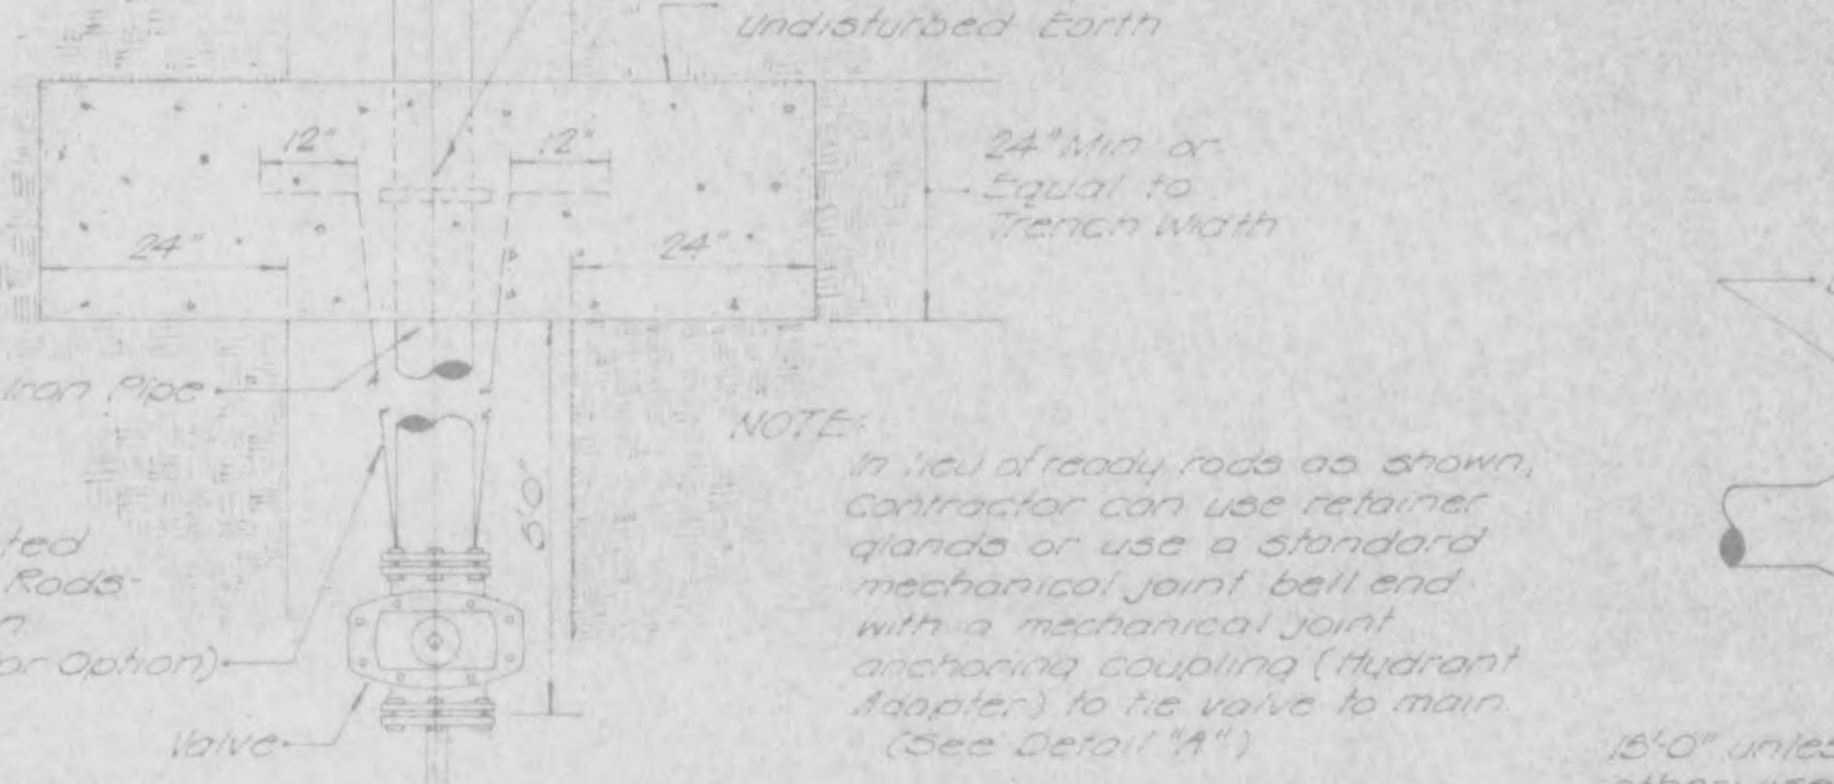 Undisturbed Earth
12"
12"
24" Min or
Equal to
Trench Width
24"
24"
Iron Pipe
NOTE:
In lieu of ready rods as shown,
Contractor can use retainer
glands or use a standard
mechanical joint bell end
with a mechanical joint
anchoring coupling (Hydrant
Adapter) to tie valve to main.
(See Detail "A")
5'0"
ted
Rods-
n
or Option)
Valve
15'-0" unles